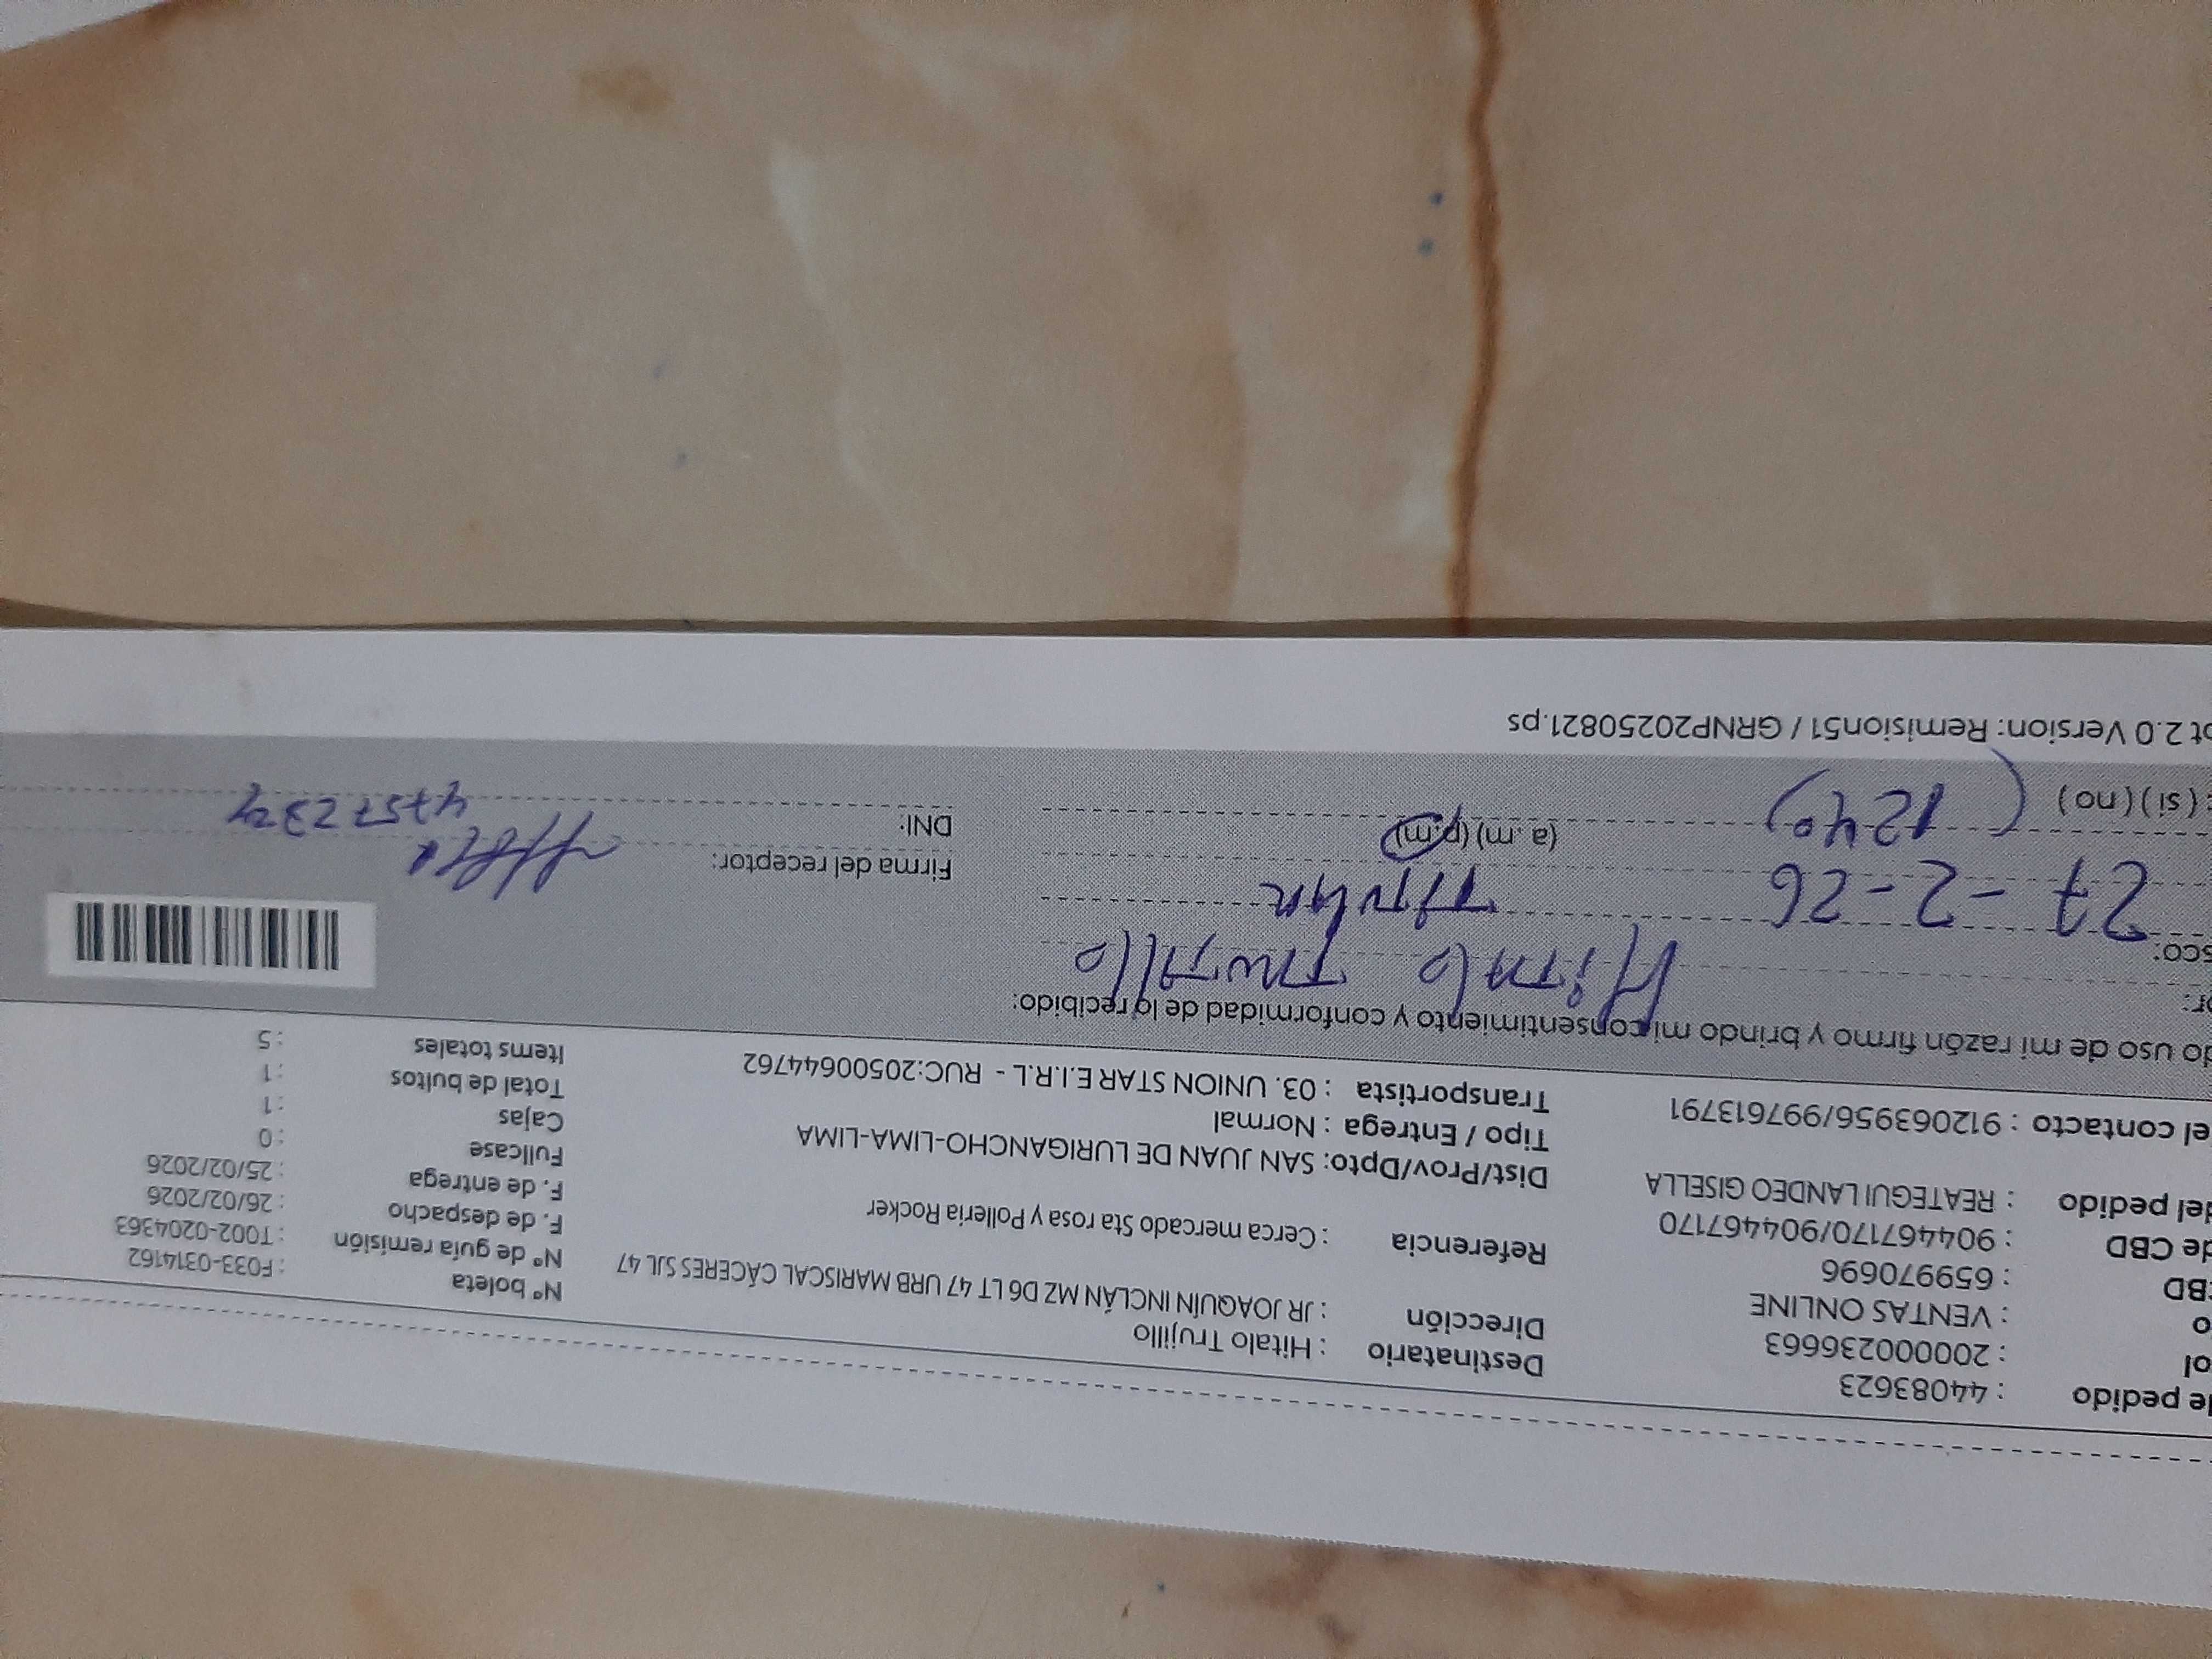 de pedido : 44083623
ol : 200000236663
o : VENTAS ONLINE
CBD : 659970696
de CBD : 904467170/904467170
del pedido : REATEGUI LANDEO GISELLA
el contacto : 912063956/997613791
Destinatario : Hitalo Trujillo
Dirección : JR JOAQUÍN INCLÁN MZ D6 LT 47 URB MARISCAL CÁCERES SJL 47
Referencia : Cerca mercado Sta rosa y Polleria Rocker
Dist/Prov/Dpto: SAN JUAN DE LURIGANCHO-LIMA-LIMA
Tipo / Entrega : Normal
Transportista : 03. UNION STAR E.I.R.L - RUC:20500644762
Nº boleta : F033-0314162
Nº de guía remisión : T002-0204363
F. de despacho : 26/02/2026
F. de entrega : 25/02/2026
Fullcase : 0
Cajas : 1
Total de bultos : 1
Items totales : 5
do uso de mi razón firmo y brindo mi consentimiento y conformidad de lo recibido:
or: Hitalo Trujillo
sco: Titular
27-2-26
(a. m) (p.m)
(si) (no) (1240)
Firma del receptor:
DNI:
pt 2.0 Version: Remision51 / GRNP20250821.ps